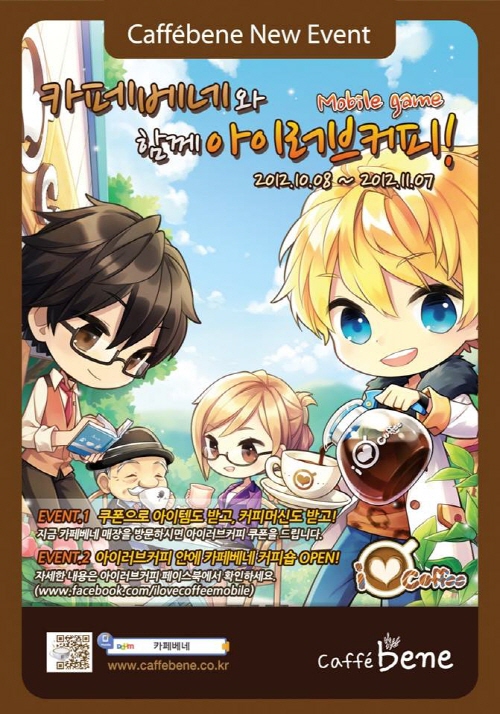 Caffébene New Event
카페베네와
Mobile game
함께 아이러브커피!
2012.10.08 ~ 2012.11.07
i Coffee
EVENT.1 쿠폰으로 아이템도 받고, 커피머신도 받고!
지금 카페베네 매장을 방문하시면 아이러브커피 쿠폰을 드립니다.
EVENT.2 아이러브커피 안에 카페베네 커피숍 OPEN!
자세한 내용은 아이러브커피 페이스북에서 확인하세요.
(www.facebook.com/ilovecoffeemobile)
i Coffee
Daum 카페베네
www.caffebene.co.kr
Caffé bene